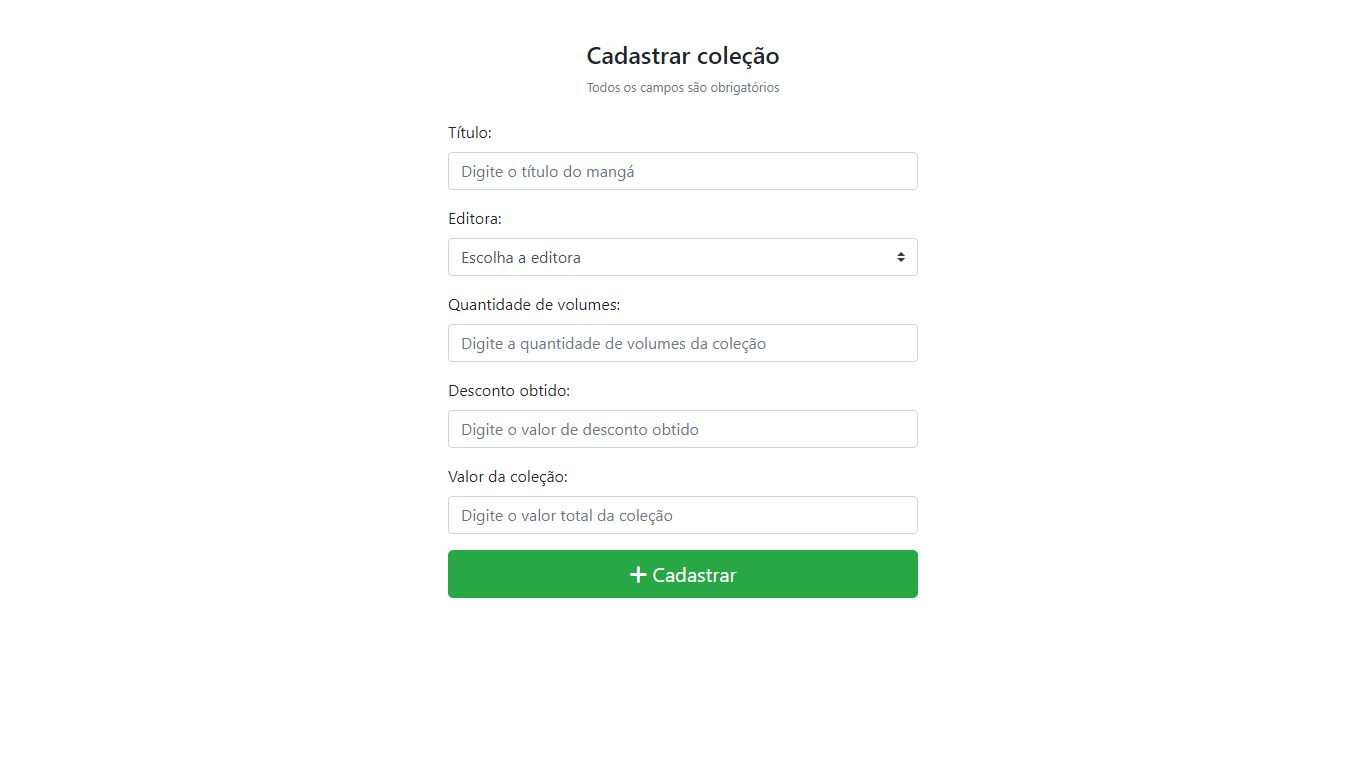 Cadastrar coleção
Todos os campos são obrigatórios
Título:
Digite o título do mangá
Editora:
Escolha a editora
Quantidade de volumes:
Digite a quantidade de volumes da coleção
Desconto obtido:
Digite o valor de desconto obtido
Valor da coleção:
Digite o valor total da coleção
Cadastrar